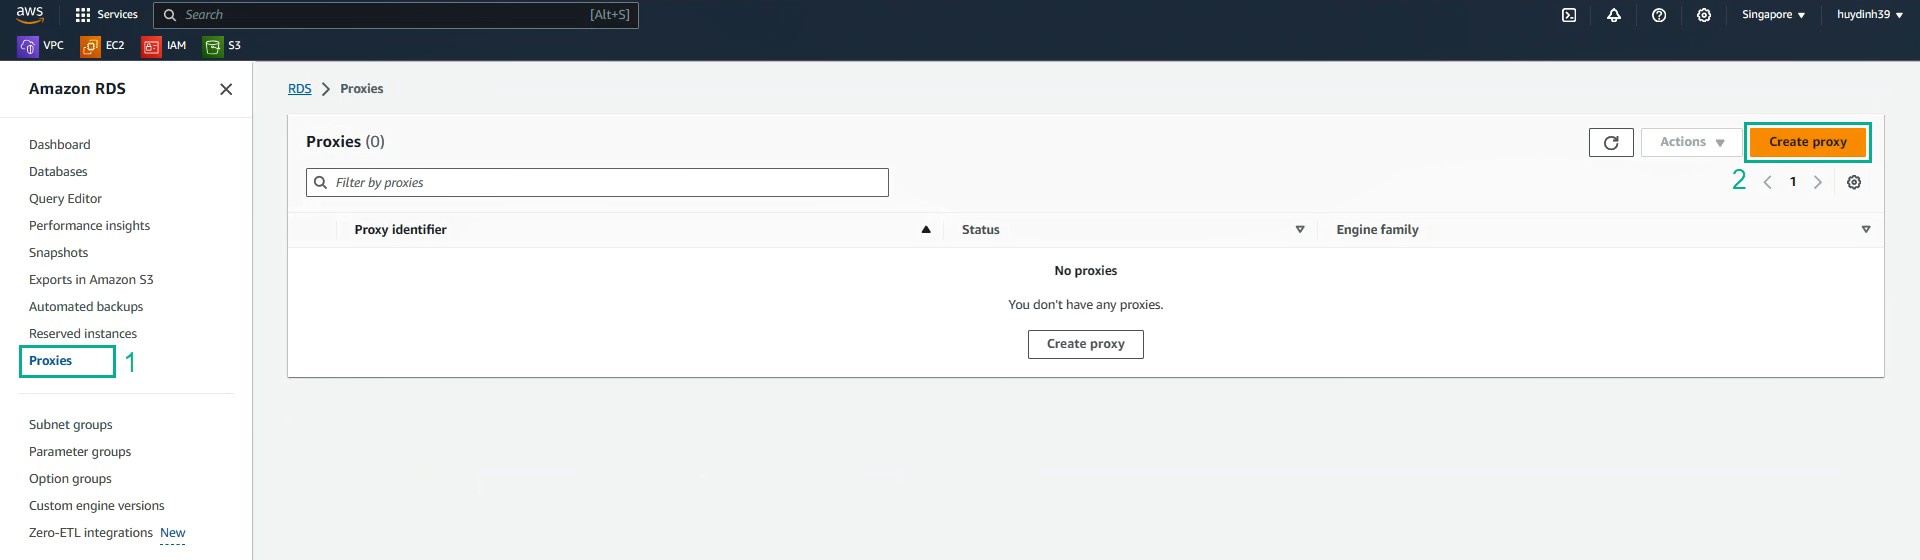 aws
Services
Search
[Alt+S]
Singapore
huydinh39
VPC
EC2
IAM
S3
Amazon RDS
Dashboard
Databases
Query Editor
Performance insights
Snapshots
Exports in Amazon S3
Automated backups
Reserved instances
Proxies
1
Subnet groups
Parameter groups
Option groups
Custom engine versions
Zero-ETL integrations New
RDS > Proxies
Proxies (0)
Actions
Create proxy
Filter by proxies
2
1
Proxy identifier
Status
Engine family
No proxies
You don't have any proxies.
Create proxy